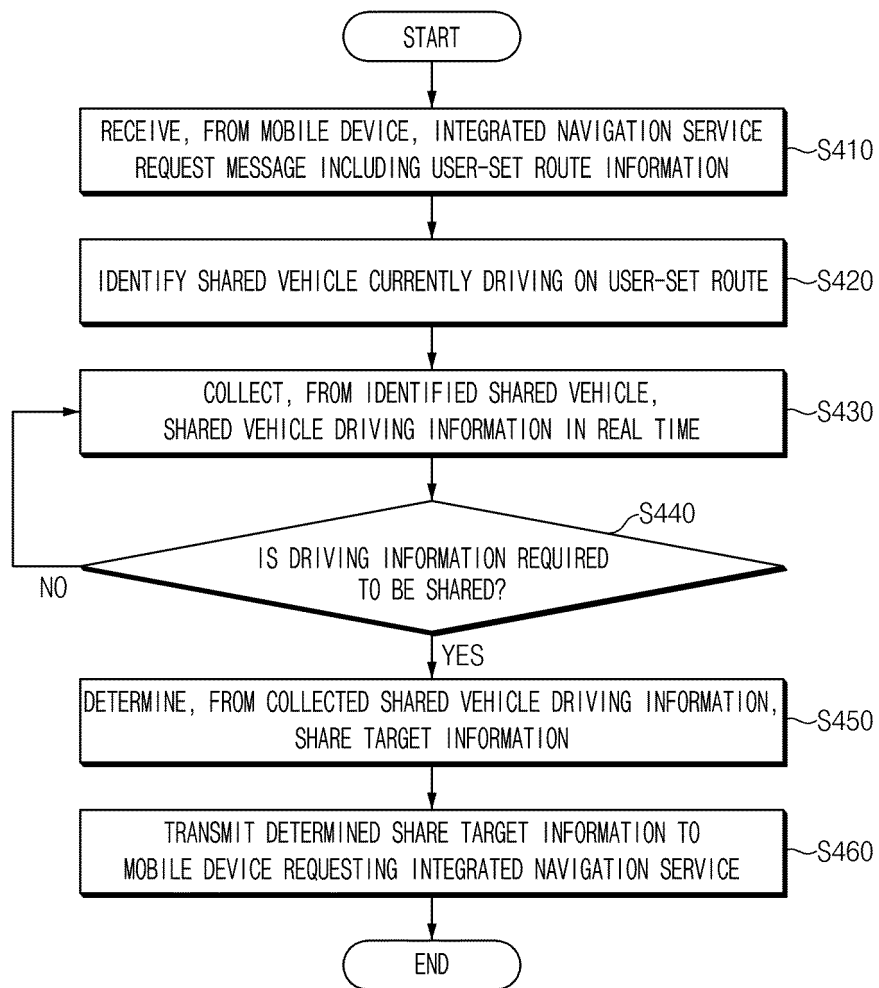 START
RECEIVE, FROM MOBILE DEVICE, INTEGRATED NAVIGATION SERVICE
REQUEST MESSAGE INCLUDING USER-SET ROUTE INFORMATION
S410
IDENTIFY SHARED VEHICLE CURRENTLY DRIVING ON USER-SET ROUTE
S420
COLLECT, FROM IDENTIFIED SHARED VEHICLE,
SHARED VEHICLE DRIVING INFORMATION IN REAL TIME
S430
S440
IS DRIVING INFORMATION REQUIRED
TO BE SHARED?
NO
YES
DETERMINE, FROM COLLECTED SHARED VEHICLE DRIVING INFORMATION,
SHARE TARGET INFORMATION
S450
TRANSMIT DETERMINED SHARE TARGET INFORMATION TO
MOBILE DEVICE REQUESTING INTEGRATED NAVIGATION SERVICE
S460
END